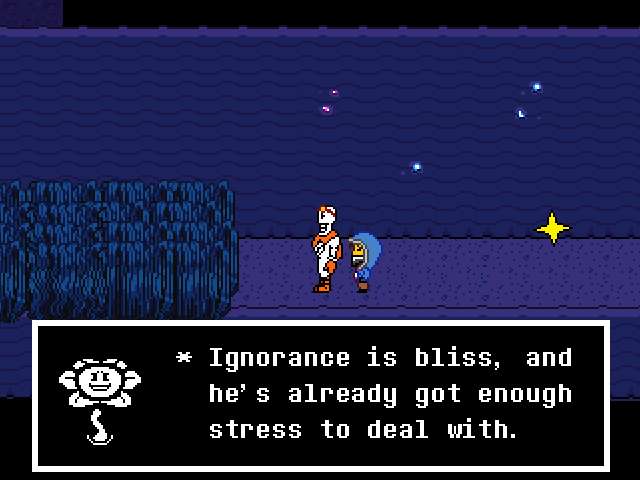 * Ignorance is bliss, and
he's already got enough
stress to deal with.